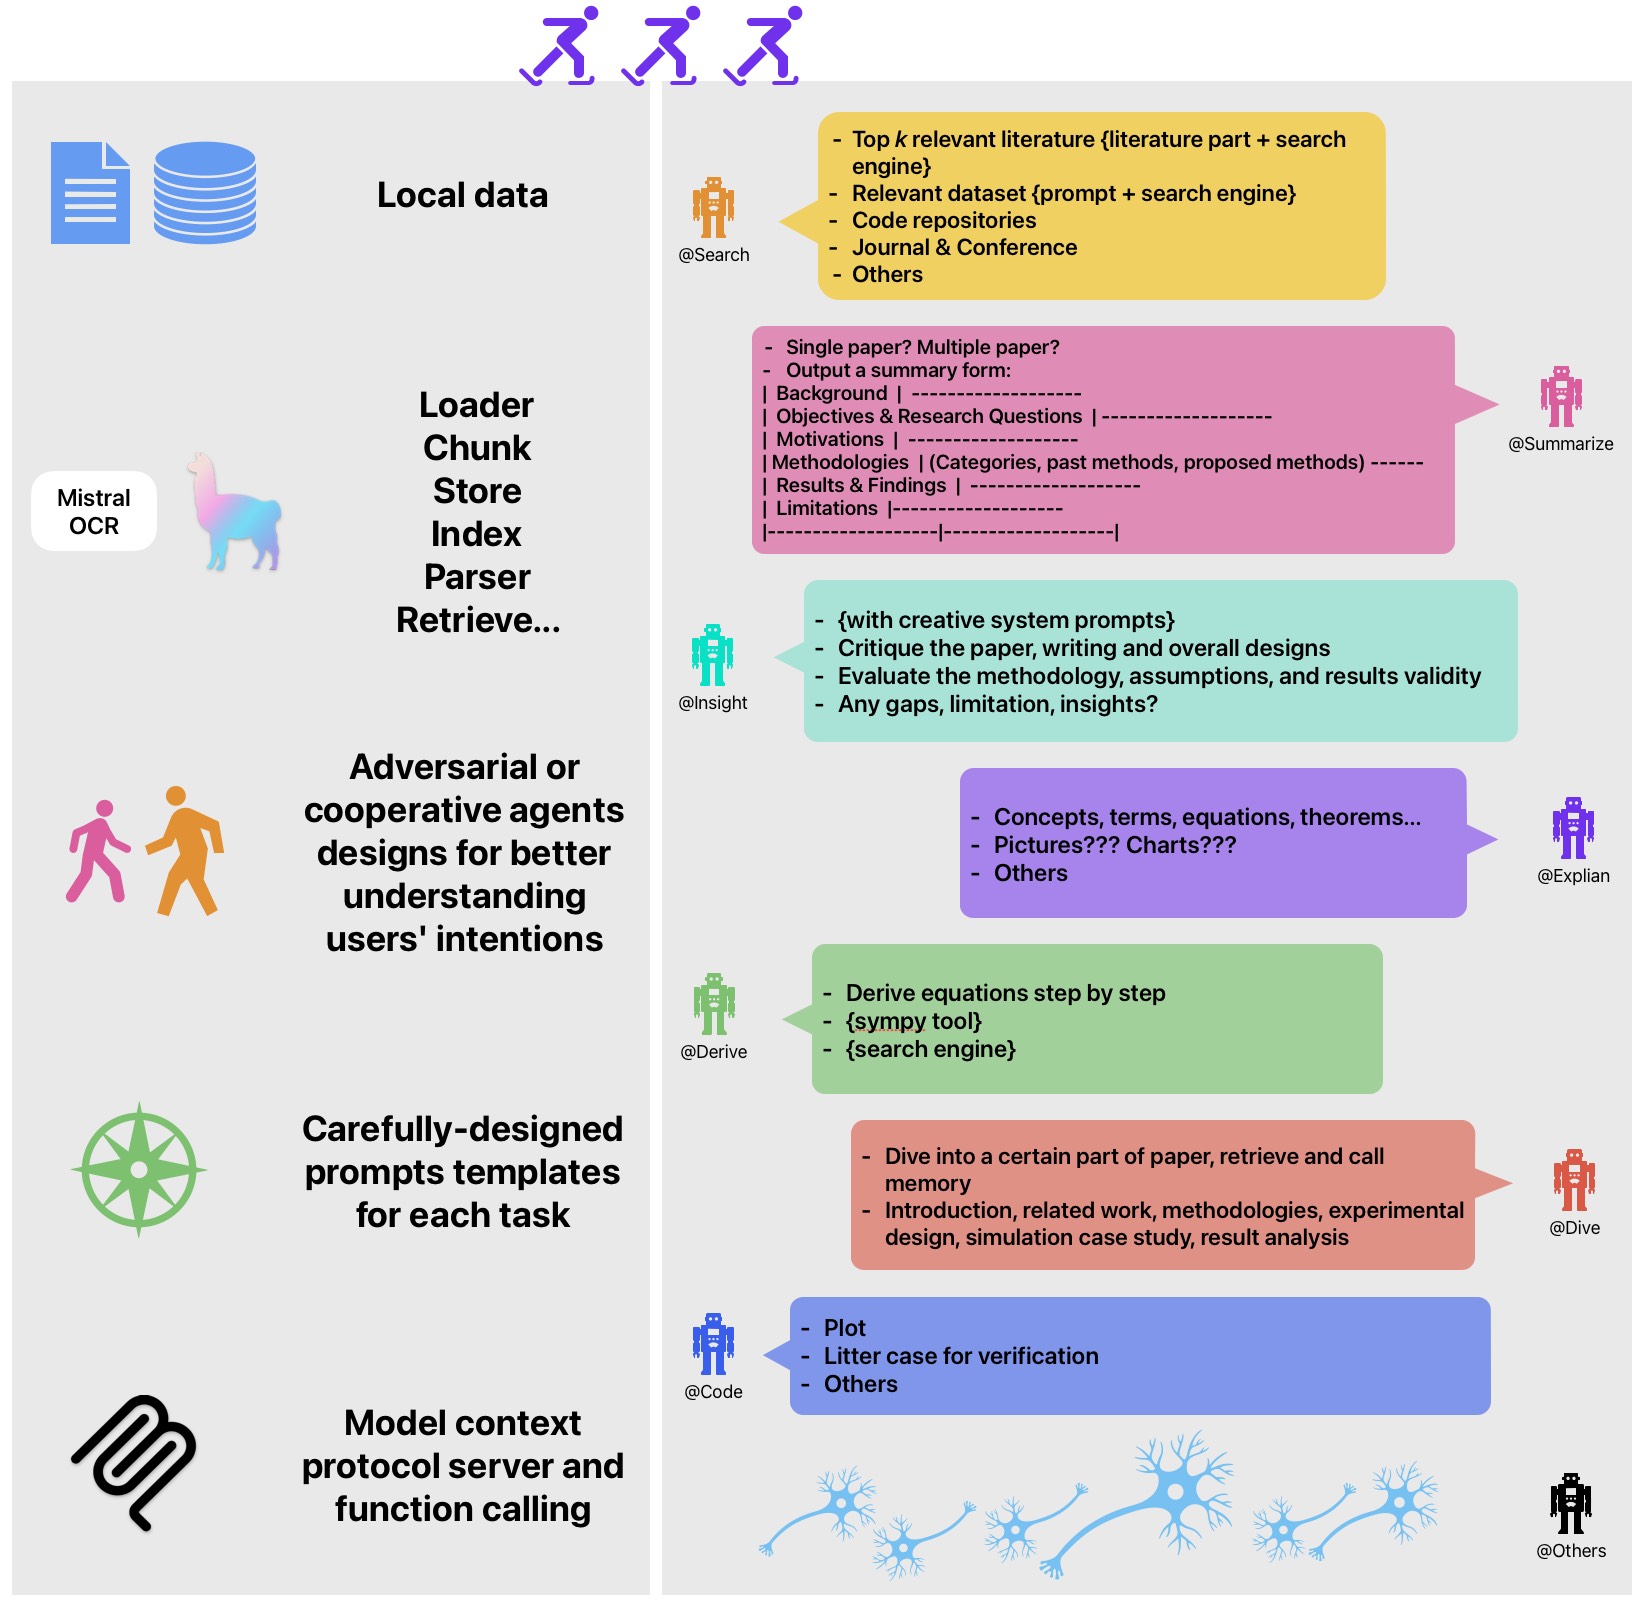 Local data
Mistral
OCR
Loader
Chunk
Store
Index
Parser
Retrieve...
Adversarial or
cooperative agents
designs for better
understanding
users' intentions
Carefully-designed
prompts templates
for each task
Model context
protocol server and
function calling
- Top k relevant literature {literature part + search
engine}
- Relevant dataset {prompt + search engine}
- Code repositories
- Journal & Conference
- Others
@Search
- Single paper? Multiple paper?
- Output a summary form:
| Background | -------------------
| Objectives & Research Questions | -------------------
| Motivations | -------------------
| Methodologies | (Categories, past methods, proposed methods) ------
| Results & Findings | -------------------
| Limitations |-------------------
|-------------------|-------------------|
@Summarize
- {with creative system prompts}
- Critique the paper, writing and overall designs
- Evaluate the methodology, assumptions, and results validity
- Any gaps, limitation, insights?
@Insight
- Concepts, terms, equations, theorems...
- Pictures??? Charts???
- Others
@Explian
- Derive equations step by step
- {sympy tool}
- {search engine}
@Derive
- Dive into a certain part of paper, retrieve and call
memory
- Introduction, related work, methodologies, experimental
design, simulation case study, result analysis
@Dive
- Plot
- Litter case for verification
- Others
@Code
@Others